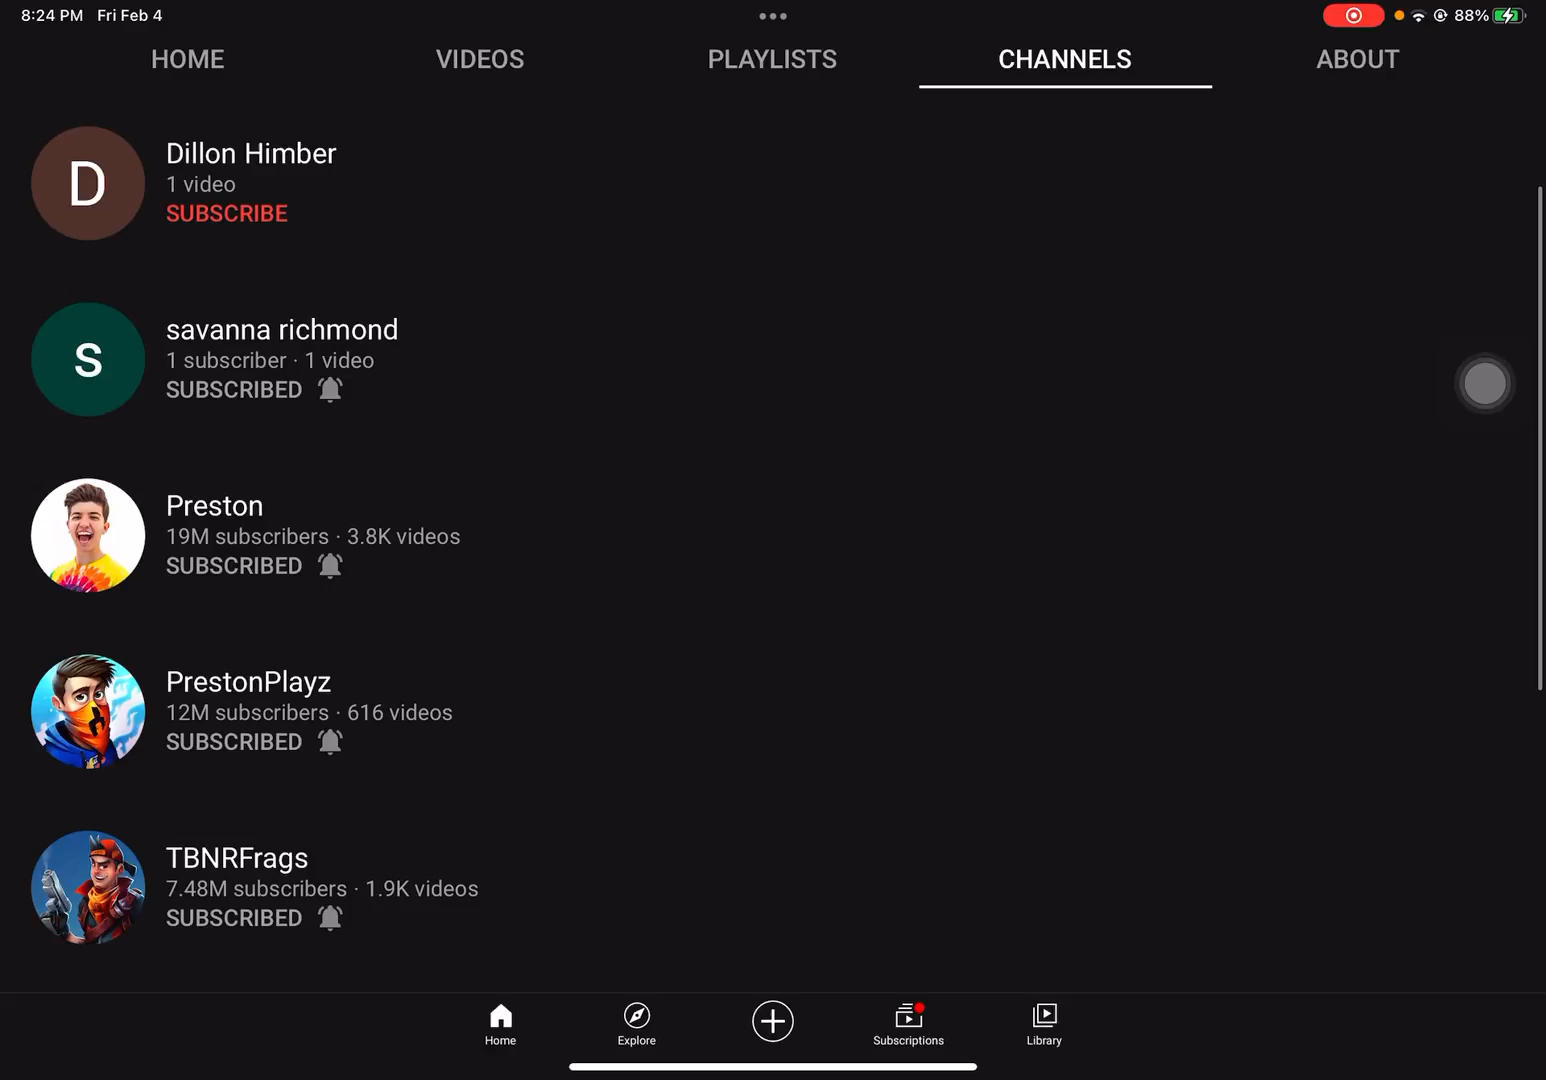 8:24 PM Fri Feb 4
88%
HOME VIDEOS PLAYLISTS CHANNELS ABOUT
D
Dillon Himber
1 video
SUBSCRIBE
s
savanna richmond
1 subscriber · 1 video
SUBSCRIBED
Preston
19M subscribers · 3.8K videos
SUBSCRIBED
PrestonPlayz
12M subscribers · 616 videos
SUBSCRIBED
TBNRFrags
7.48M subscribers · 1.9K videos
SUBSCRIBED
Home Explore Subscriptions Library